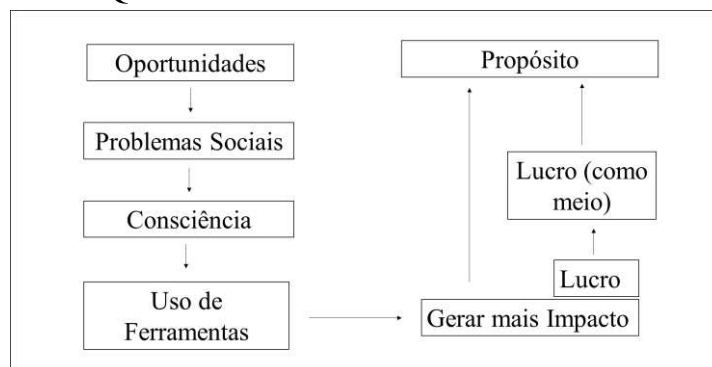 Oportunidades
Problemas Sociais
Consciência
Uso de
Ferramentas
Propósito
Lucro (como
meio)
Lucro
Gerar mais Impacto